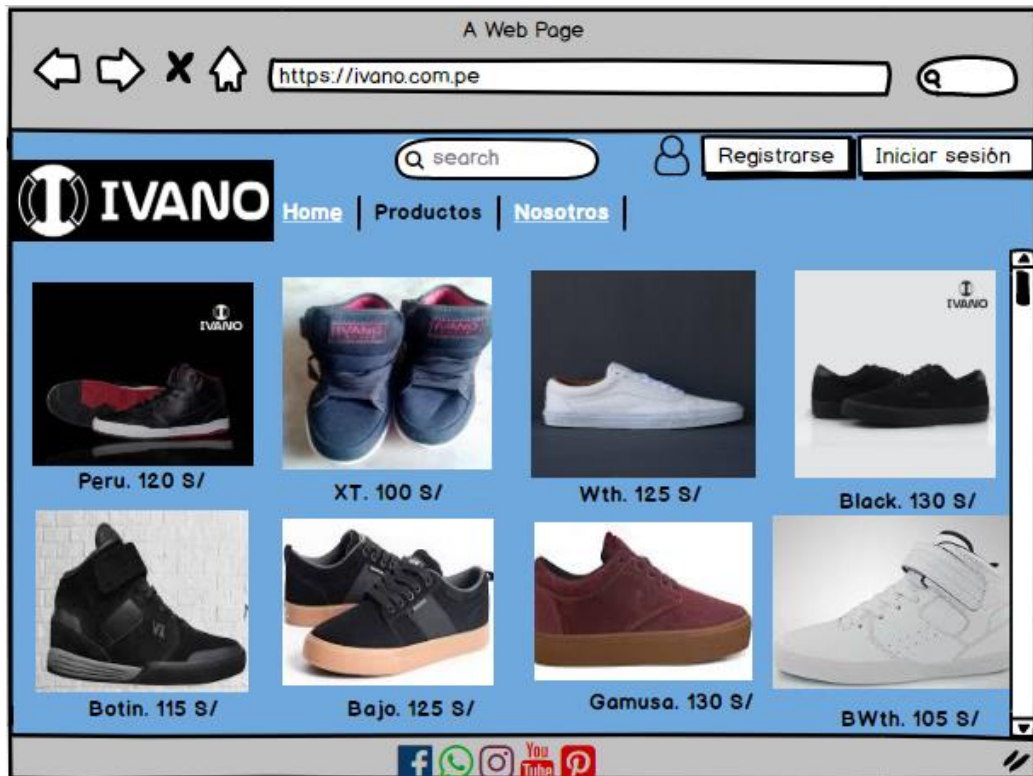 A Web Page
https://ivano.com.pe
search
Registrarse
Iniciar sesión
IVANO
Home | Productos | Nosotros |
IVANO
IVANO
IVANO
Peru. 120 S/
XT. 100 S/
Wth. 125 S/
Black. 130 S/
Botin. 115 S/
Bajo. 125 S/
Gamusa. 130 S/
BWth. 105 S/
You
Tube